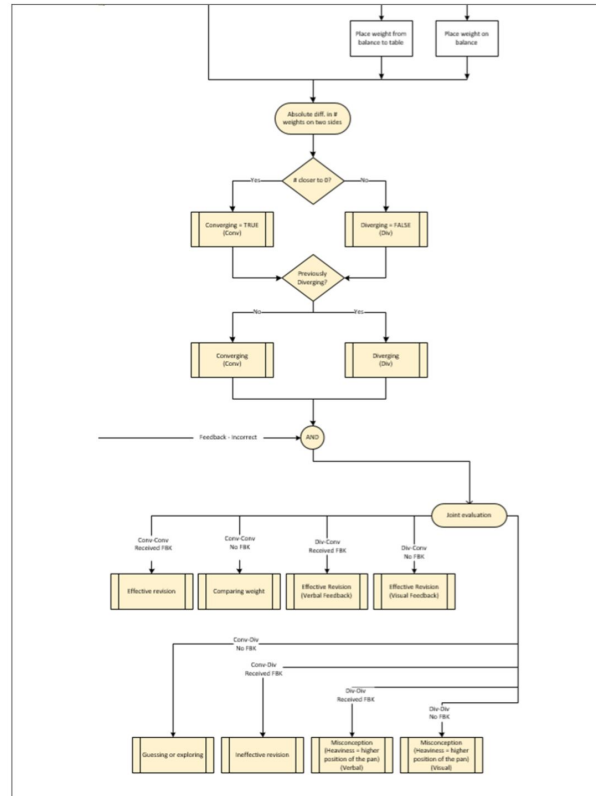 Place weight from
balance to table
Place weight on
balance
Absolute diff. in #
weights on two sides
Yes
# closer to 0?
No
Converging = TRUE
(Conv)
Diverging = FALSE
(Div)
Previously
Diverging?
No
Yes
Converging
(Conv)
Diverging
(Div)
Feedback - Incorrect
AND
Joint evaluation
Conv-Conv
Received FBK
Conv-Conv
No FBK
Div-Conv
Received FBK
Div-Conv
No FBK
Effective revision
Comparing weight
Effective Revision
(Verbal Feedback)
Effective Revision
(Visual Feedback)
Conv-Div
No FBK
Conv-Div
Received FBK
Div-Div
Received FBK
Div-Div
No FBK
Guessing or exploring
Ineffective revision
Misconception
(Heaviness = higher
position of the pan)
(Verbal)
Misconception
(Heaviness = higher
position of the pan)
(Visual)